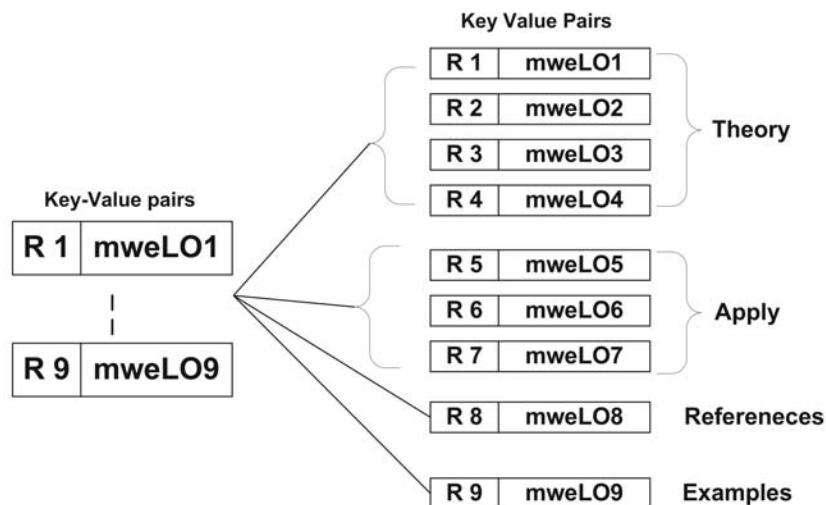 Key Value Pairs
R 1 mweLO1
R 2 mweLO2
R 3 mweLO3
R 4 mweLO4
Theory
Key-Value pairs
R 1 mweLO1
R 9 mweLO9
R 5 mweLO5
R 6 mweLO6
R 7 mweLO7
Apply
R 8 mweLO8 Refereneces
R 9 mweLO9 Examples